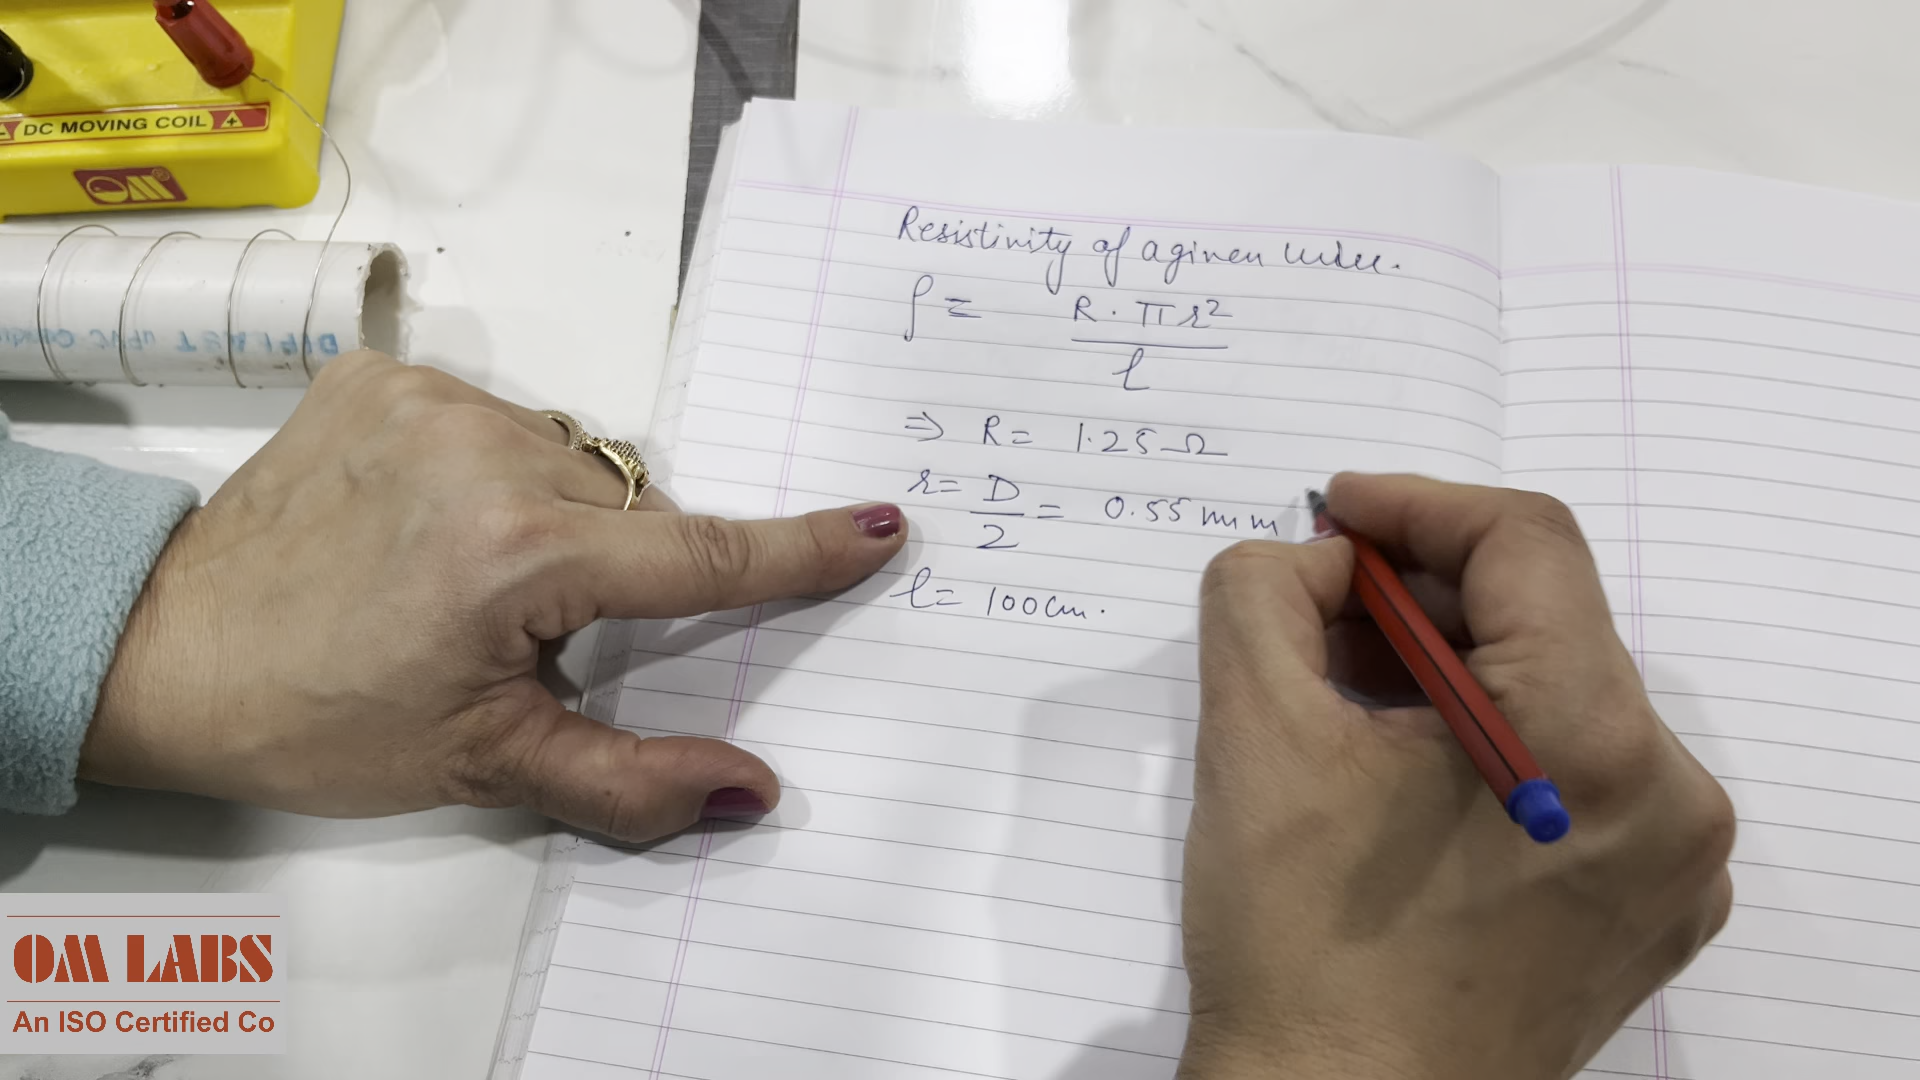 DC MOVING COIL
OM
Resistivity of a given wire.
ρ = R · πr²
l
⇒ R = 1.25 Ω
r = D = 0.55 mm
2
l = 100 cm.
OM LABS
An ISO Certified Co